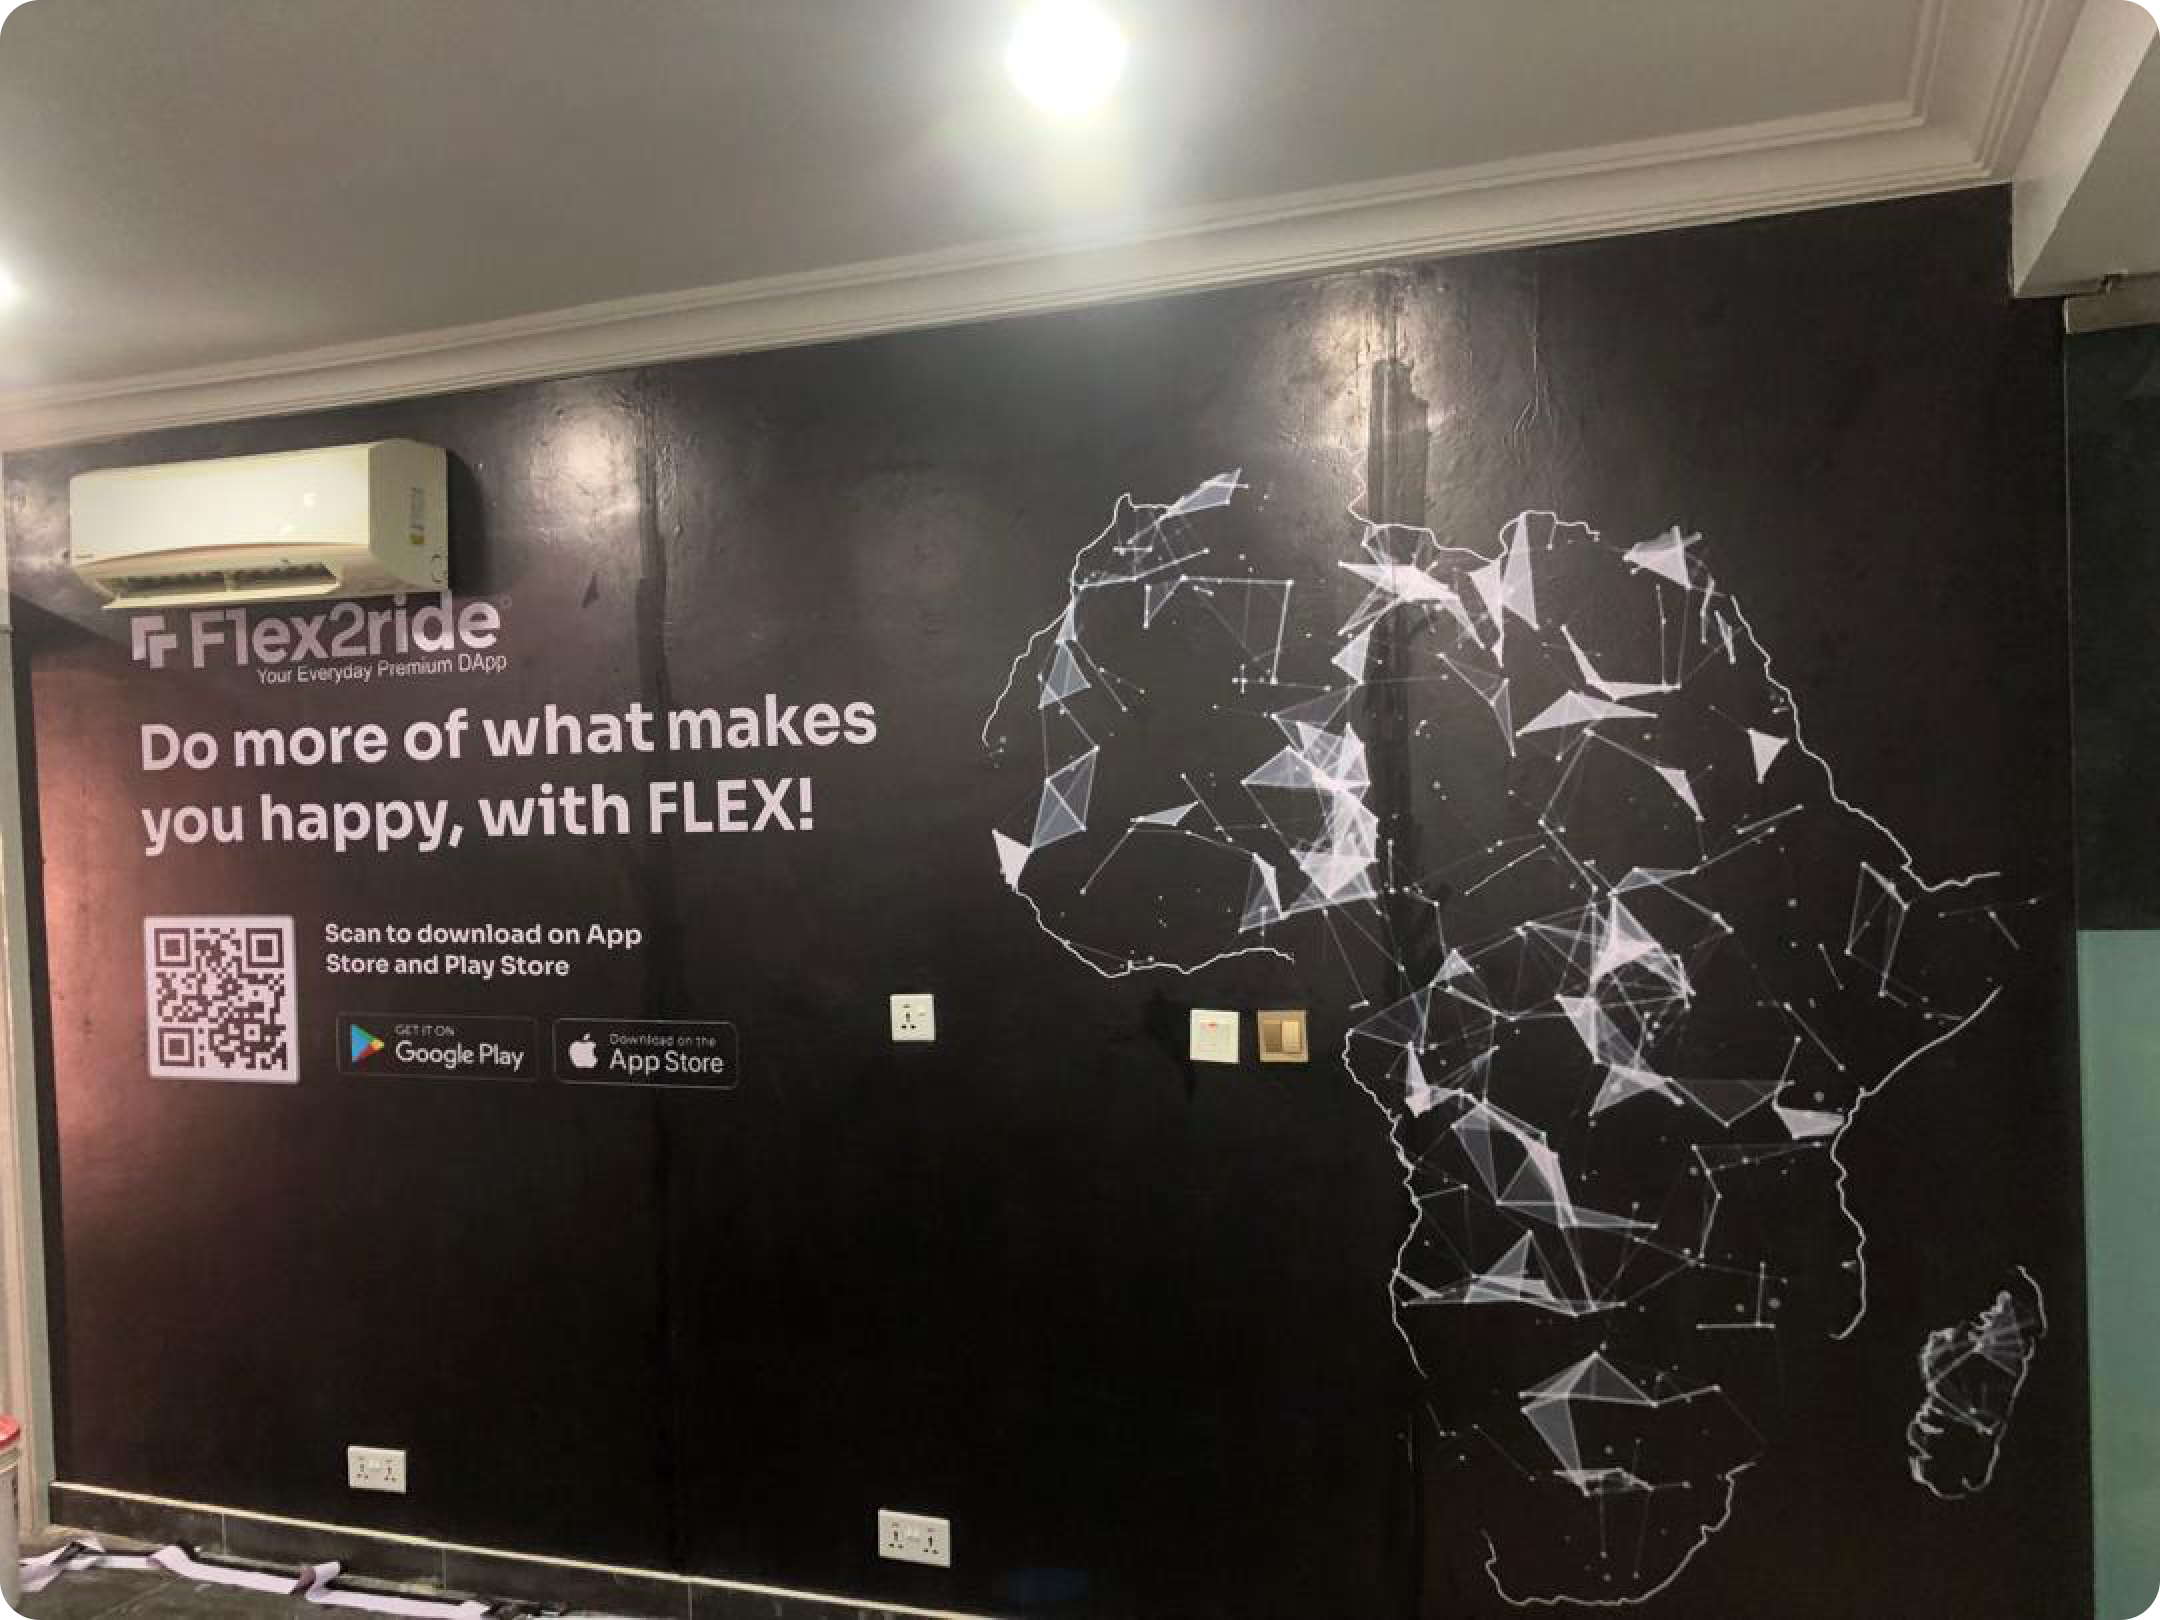 Flex2ride
Your Everyday Premium DApp
Do more of what makes
you happy, with FLEX!
Scan to download on App
Store and Play Store
GET IT ON
Google Play
Download on the
App Store